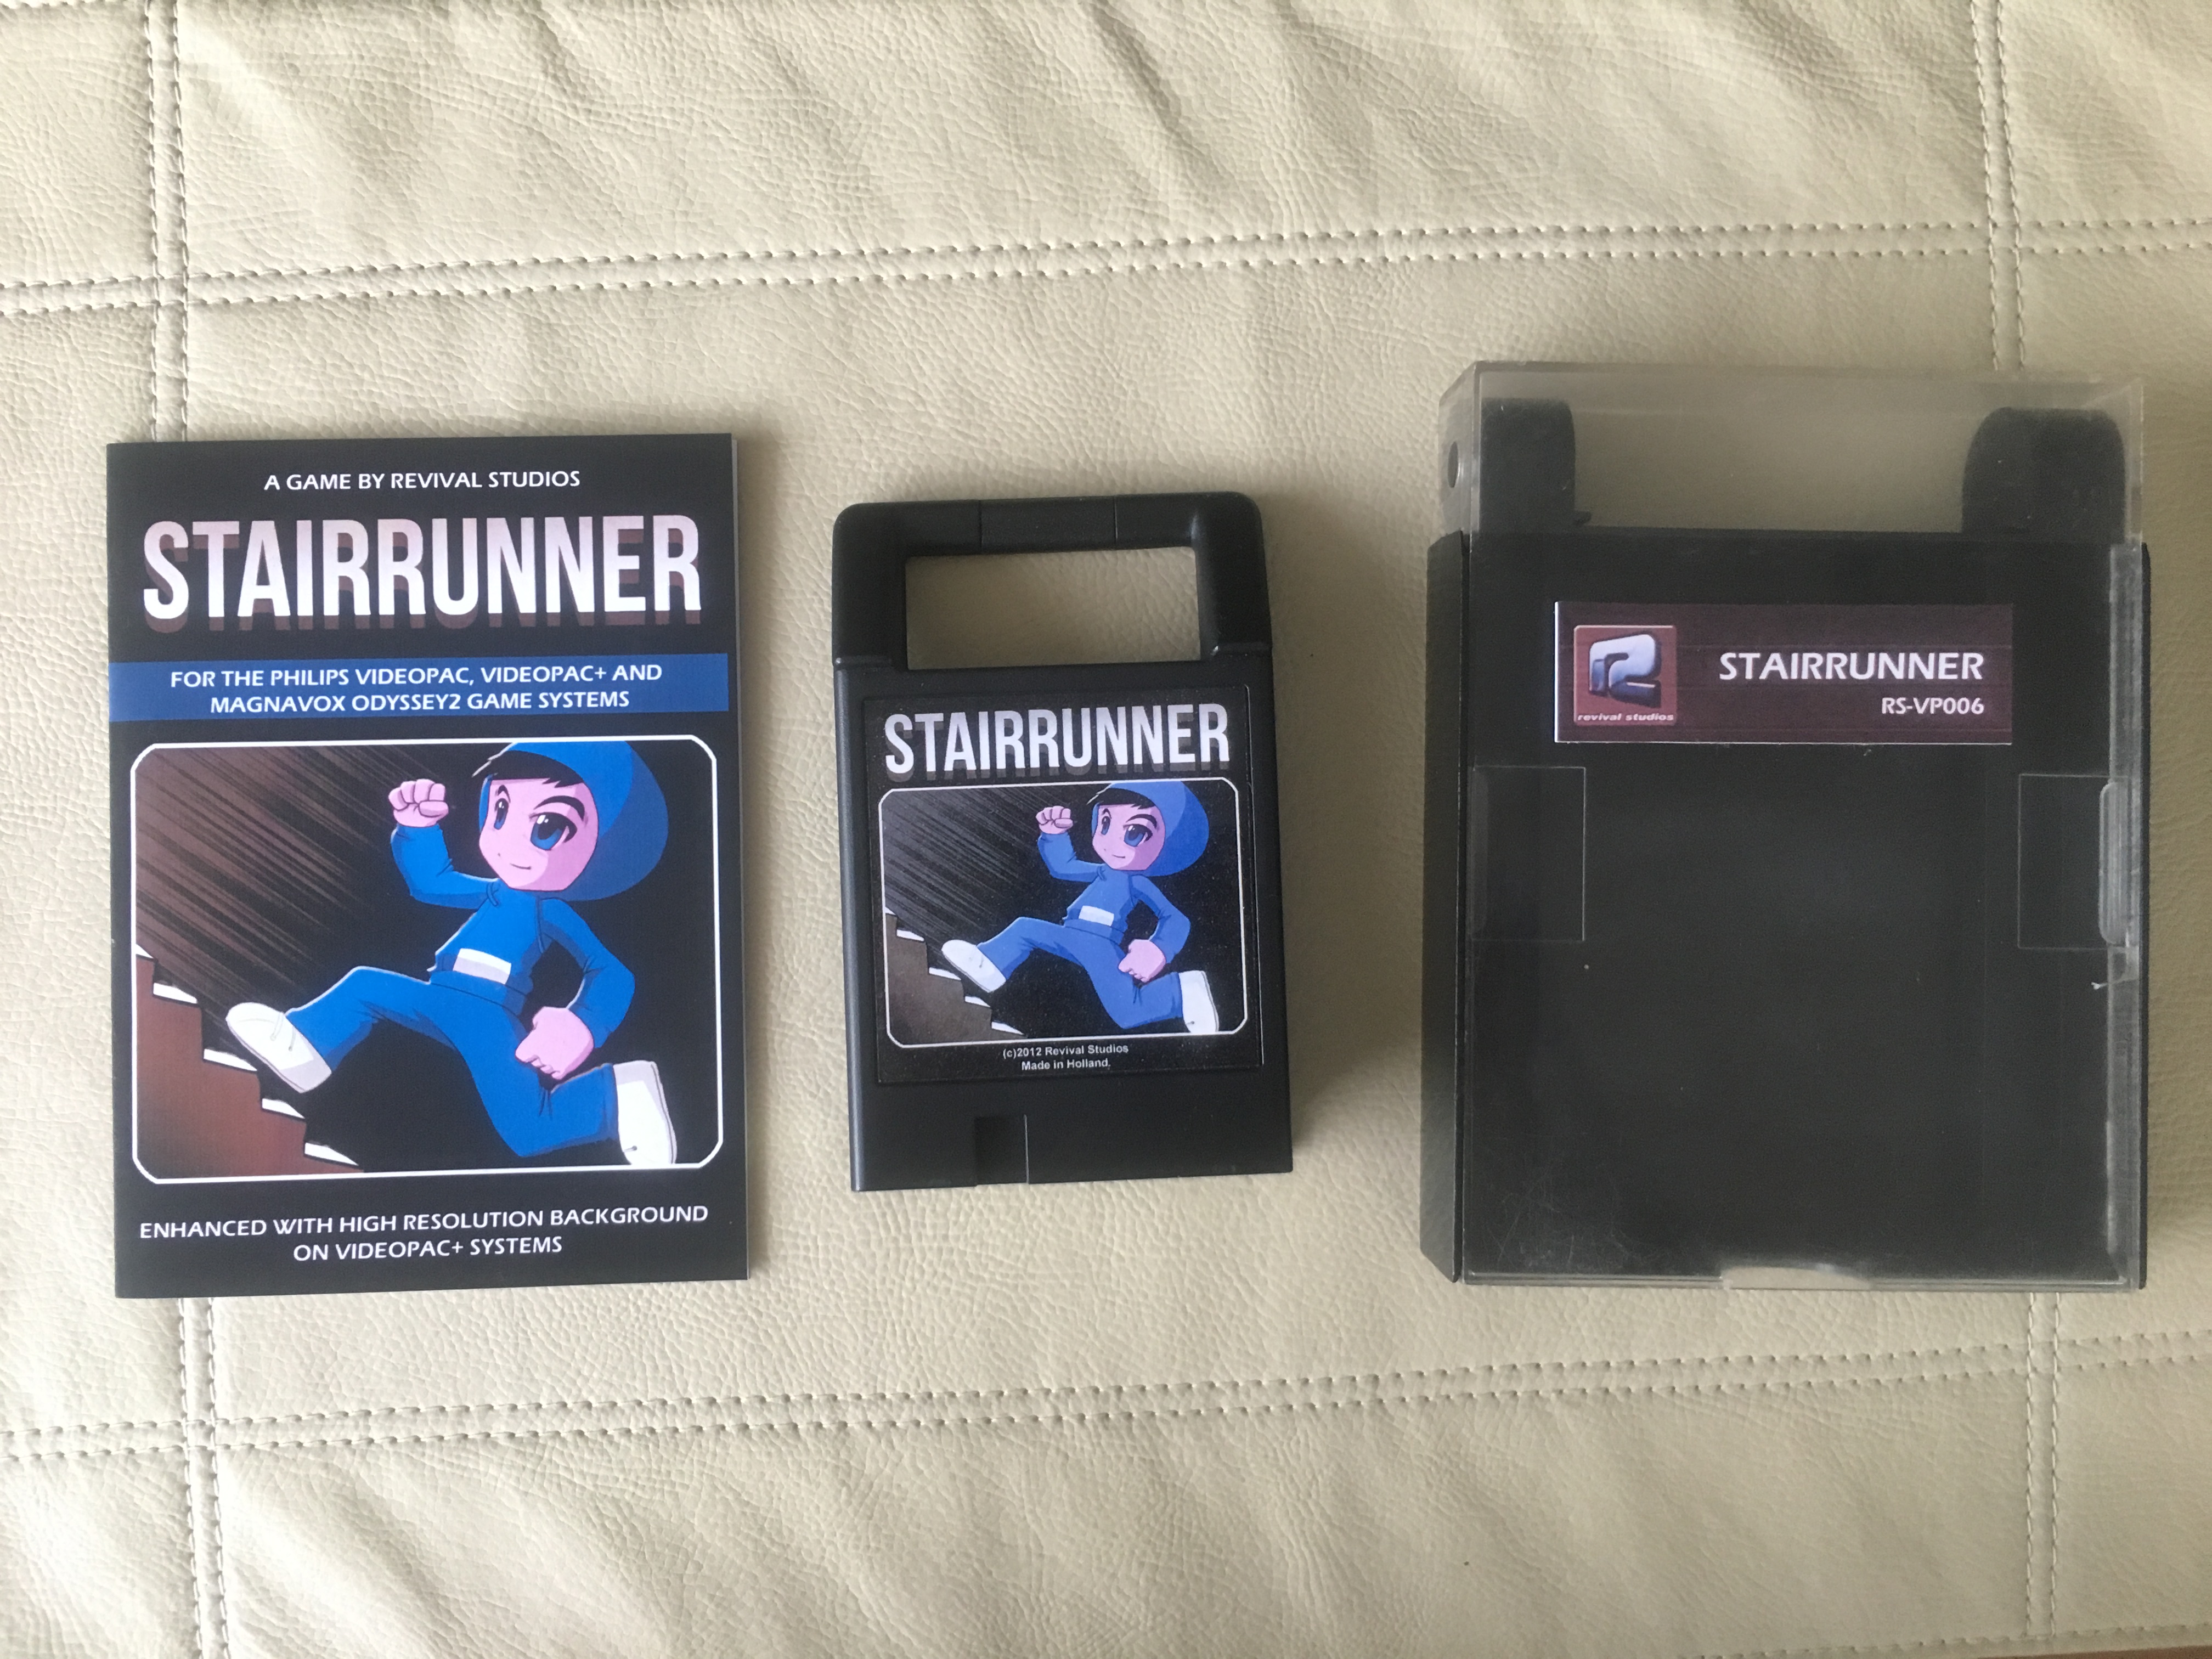 A GAME BY REVIVAL STUDIOS
STAIRRUNNER
FOR THE PHILIPS VIDEOPAC, VIDEOPAC+ AND
MAGNAVOX ODYSSEY2 GAME SYSTEMS
ENHANCED WITH HIGH RESOLUTION BACKGROUND
ON VIDEOPAC+ SYSTEMS
STAIRRUNNER
(c)2012 Revival Studios
Made in Holland.
revival studios
STAIRRUNNER
RS-VP006